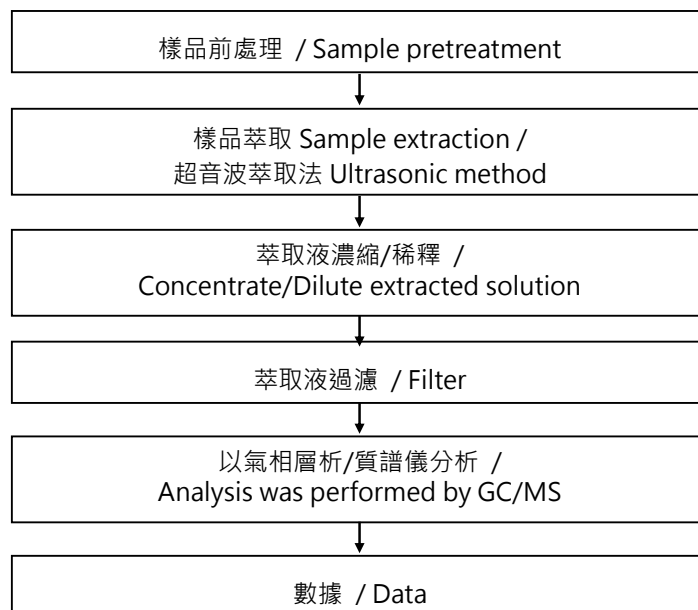 樣品前處理 / Sample pretreatment
樣品萃取 Sample extraction /
超音波萃取法 Ultrasonic method
萃取液濃縮/稀釋 /
Concentrate/Dilute extracted solution
萃取液過濾 / Filter
以氣相層析/質譜儀分析 /
Analysis was performed by GC/MS
數據 / Data